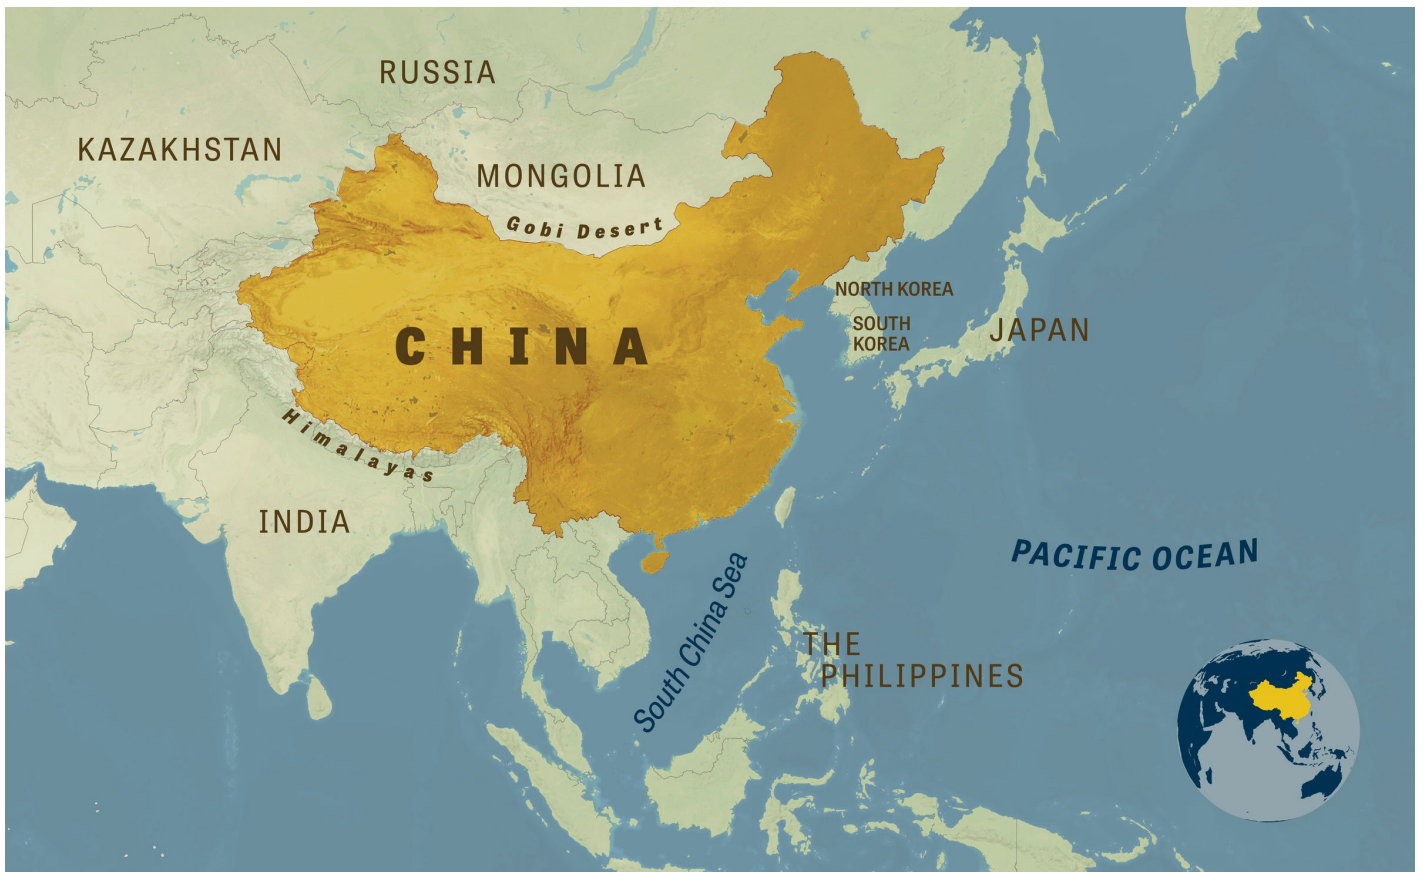 RUSSIA
KAZAKHSTAN
MONGOLIA
Gobi Desert
NORTH KOREA
SOUTH
KOREA
JAPAN
CHINA
Himalayas
INDIA
PACIFIC OCEAN
South China Sea
THE
PHILIPPINES